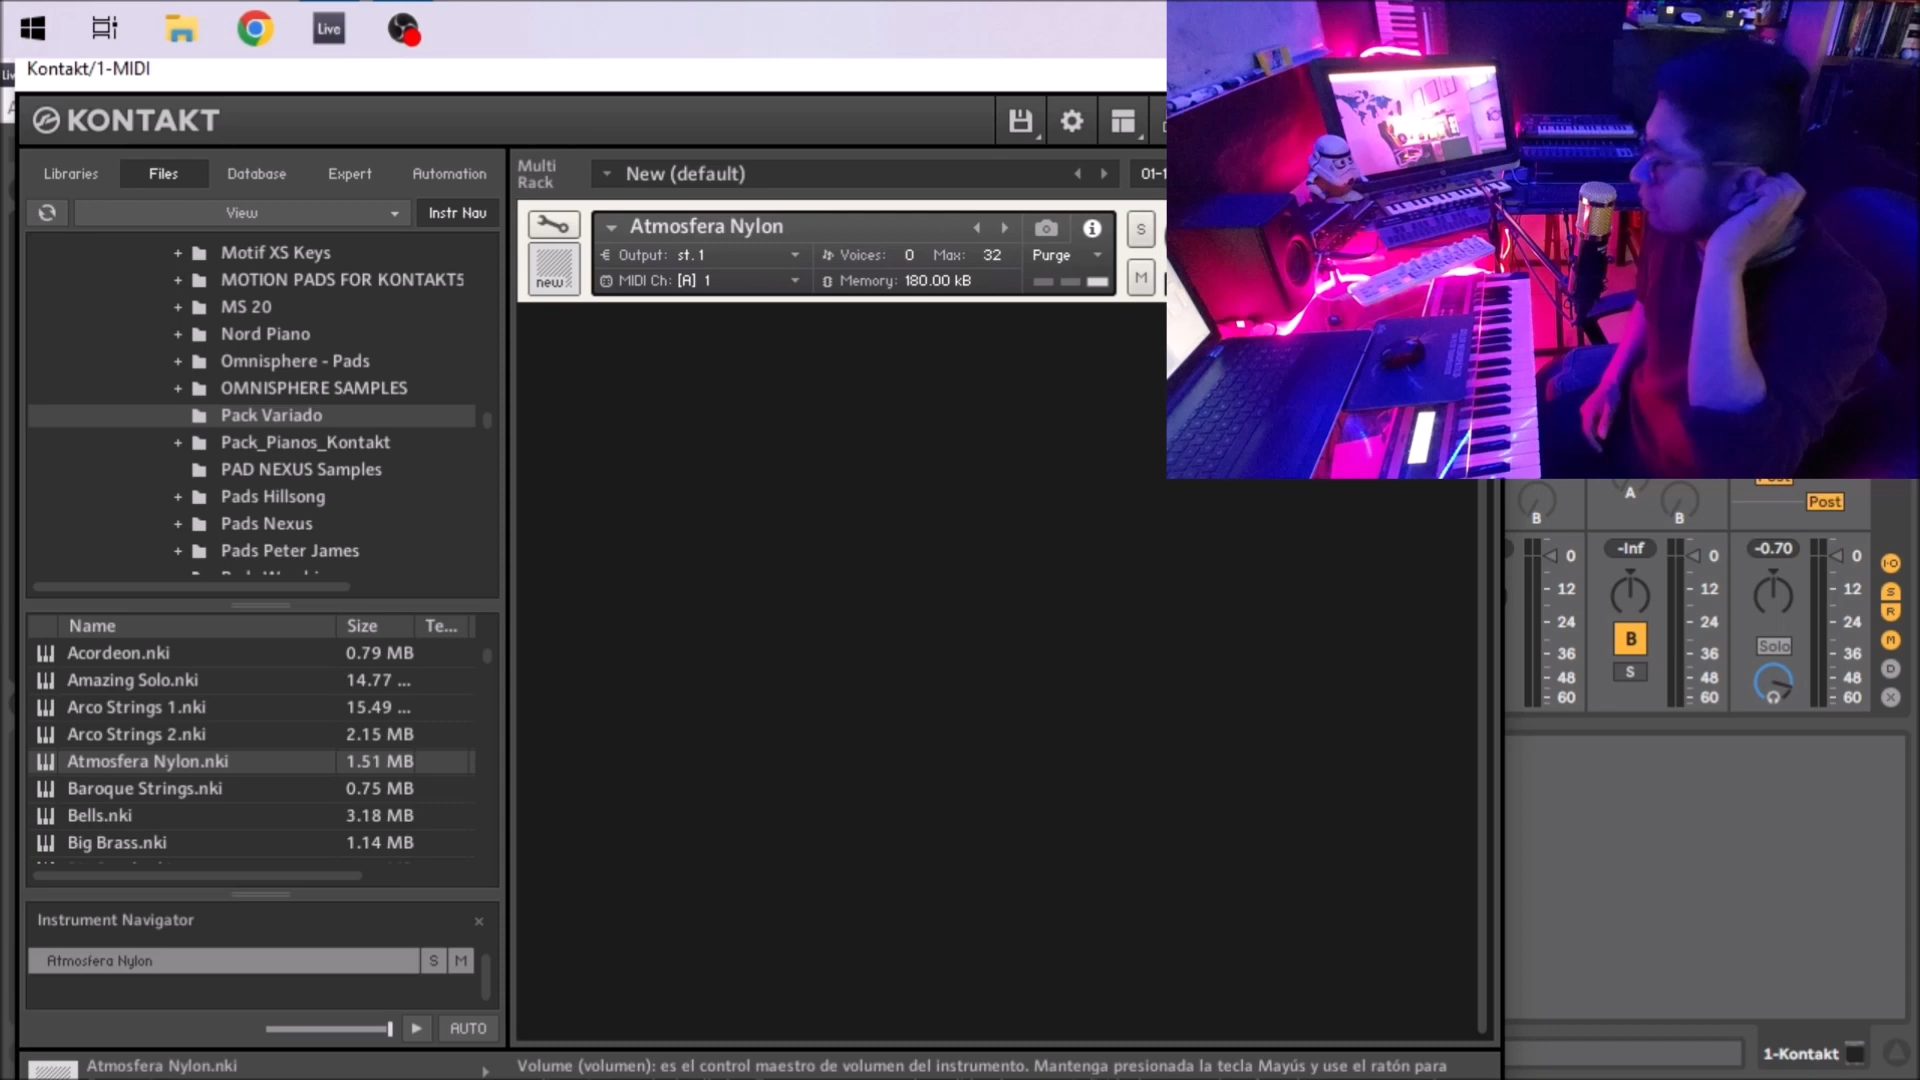 Live
Kontakt/1-MIDI
KONTAKT
Libraries
Files
Database
Expert
Automation
View
Instr Nav
Motif XS Keys
MOTION PADS FOR KONTAKT5
MS 20
Nord Piano
Omnisphere - Pads
OMNISPHERE SAMPLES
Pack Variado
Pack_Pianos_Kontakt
PAD NEXUS Samples
Pads Hillsong
Pads Nexus
Pads Peter James
Name Size Te...
Acordeon.nki 0.79 MB
Amazing Solo.nki 14.77 ...
Arco Strings 1.nki 15.49 ...
Arco Strings 2.nki 2.15 MB
Atmosfera Nylon.nki 1.51 MB
Baroque Strings.nki 0.75 MB
Bells.nki 3.18 MB
Big Brass.nki 1.14 MB
Instrument Navigator
Atmosfera Nylon S M
AUTO
Atmosfera Nylon.nki
Multi
Rack
New (default)
Atmosfera Nylon
Output: st.1 Voices: 0 Max: 32 Purge
MIDI Ch: [A] 1 Memory: 180.00 kB
new
S
M
Volume (volumen): es el control maestro de volumen del instrumento. Mantenga presionada la tecla Mayús y use el ratón para
A
B
B
Post
-Inf
-0.70
0
12
24
36
48
60
0
12
24
36
48
60
0
12
24
36
48
60
B
S
Solo
I-O
S
R
M
D
X
1-Kontakt